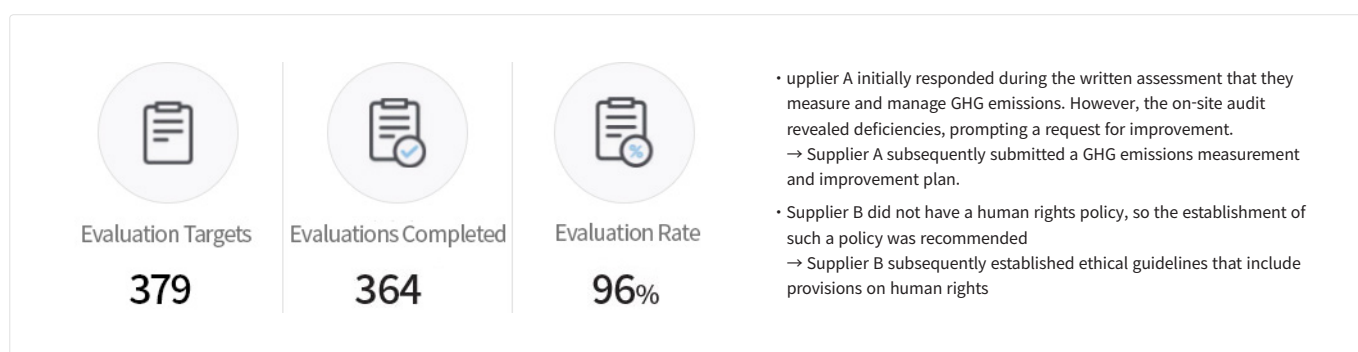 Evaluation Targets
379
Evaluations Completed
364
Evaluation Rate
96%
・upplier A initially responded during the written assessment that they
measure and manage GHG emissions. However, the on-site audit
revealed deficiencies, prompting a request for improvement.
→ Supplier A subsequently submitted a GHG emissions measurement
and improvement plan.
・Supplier B did not have a human rights policy, so the establishment of
such a policy was recommended
→ Supplier B subsequently established ethical guidelines that include
provisions on human rights